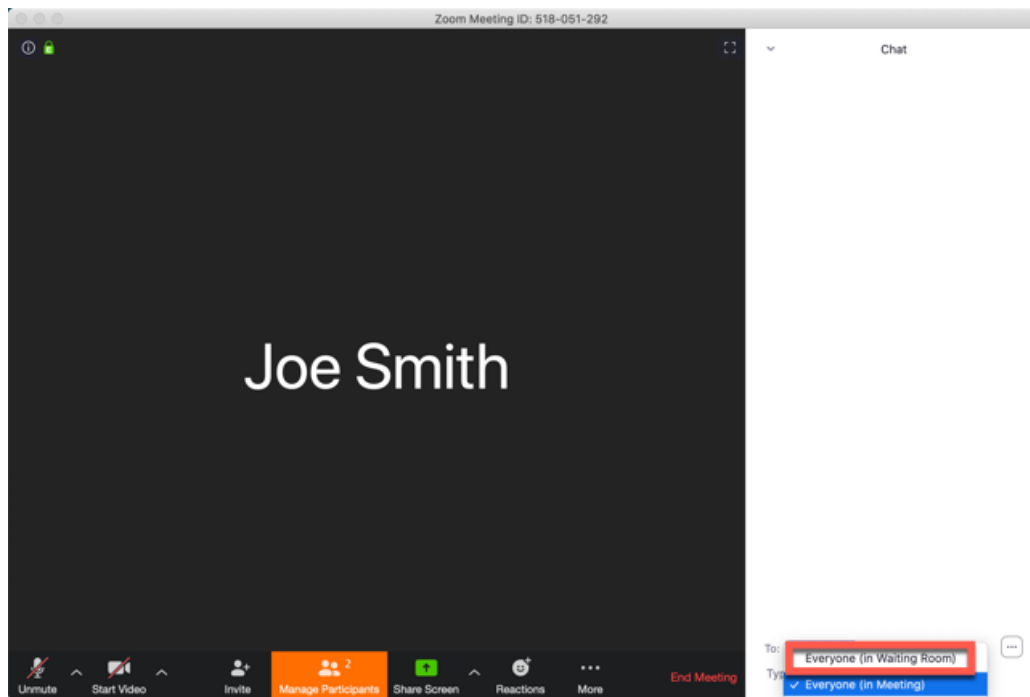 Zoom Meeting ID: 518-051-292
Chat
Joe Smith
To:
Everyone (in Waiting Room)
Everyone (in Meeting)
2
Unmute
Start Video
Invite
Manage Participants
Share Screen
Reactions
More
End Meeting